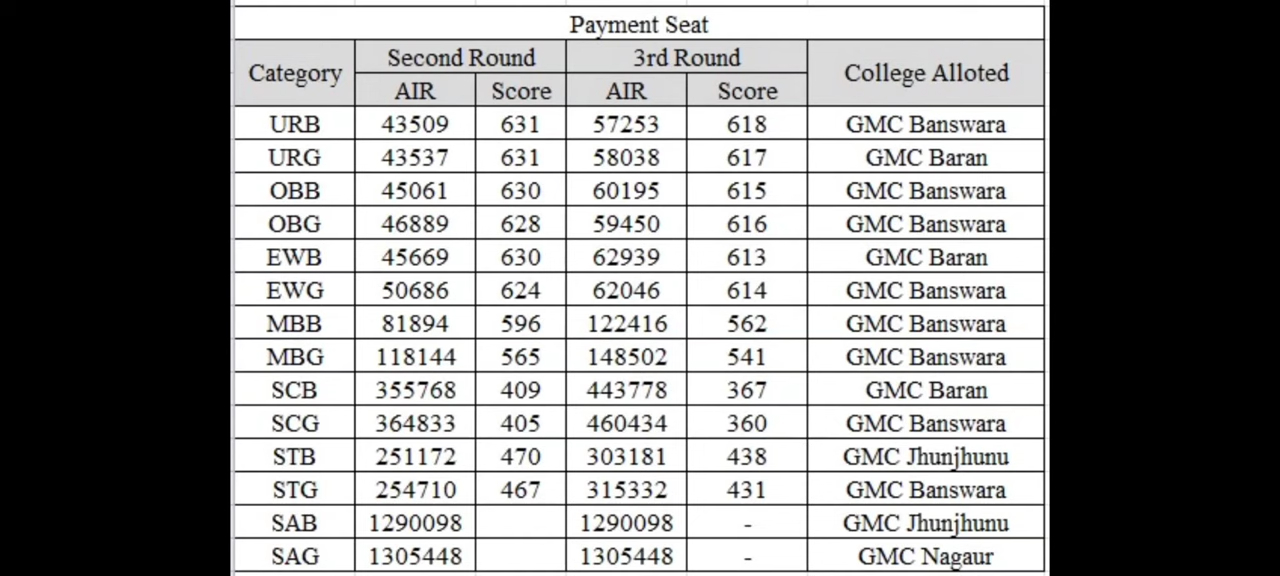 Payment Seat
Category Second Round 3rd Round College Alloted
AIR Score AIR Score
URB 43509 631 57253 618 GMC Banswara
URG 43537 631 58038 617 GMC Baran
OBB 45061 630 60195 615 GMC Banswara
OBG 46889 628 59450 616 GMC Banswara
EWB 45669 630 62939 613 GMC Baran
EWG 50686 624 62046 614 GMC Banswara
MBB 81894 596 122416 562 GMC Banswara
MBG 118144 565 148502 541 GMC Banswara
SCB 355768 409 443778 367 GMC Baran
SCG 364833 405 460434 360 GMC Banswara
STB 251172 470 303181 438 GMC Jhunjhunu
STG 254710 467 315332 431 GMC Banswara
SAB 1290098 1290098 - GMC Jhunjhunu
SAG 1305448 1305448 - GMC Nagaur